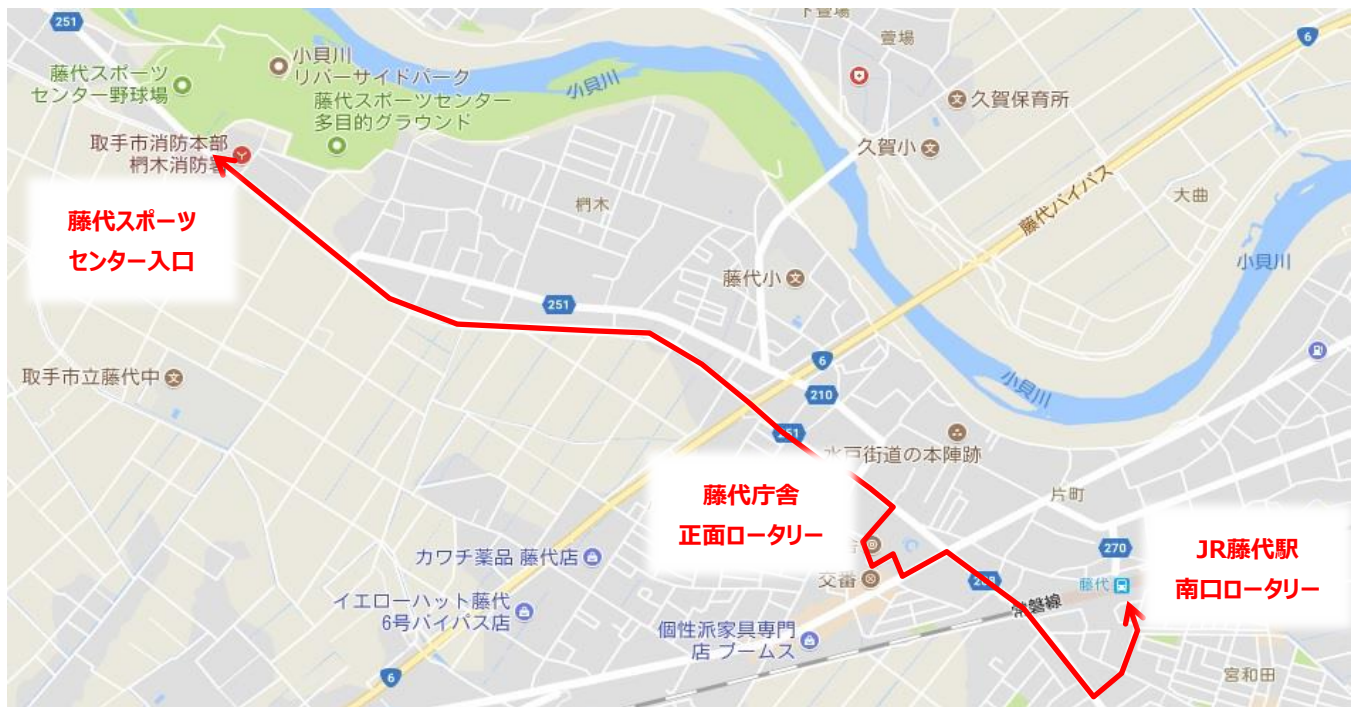 251
下萱場
萱場
6
小貝川
リバーサイドパーク
藤代スポーツ
センター野球場
藤代スポーツセンター
多目的グラウンド
小貝川
久賀保育所
取手市消防本部
椚木消防署
久賀小
藤代バイパス
大曲
椚木
藤代スポーツ
センター入口
小貝川
藤代小
251
6
取手市立藤代中
小貝川
210
251
水戸街道の本陣跡
藤代庁舎
正面ロータリー
片町
カワチ薬品 藤代店
交番
270
JR藤代駅
南口ロータリー
208
藤代
常磐線
イエローハット藤代
6号バイパス店
個性派家具専門
店 ブームス
6
宮和田